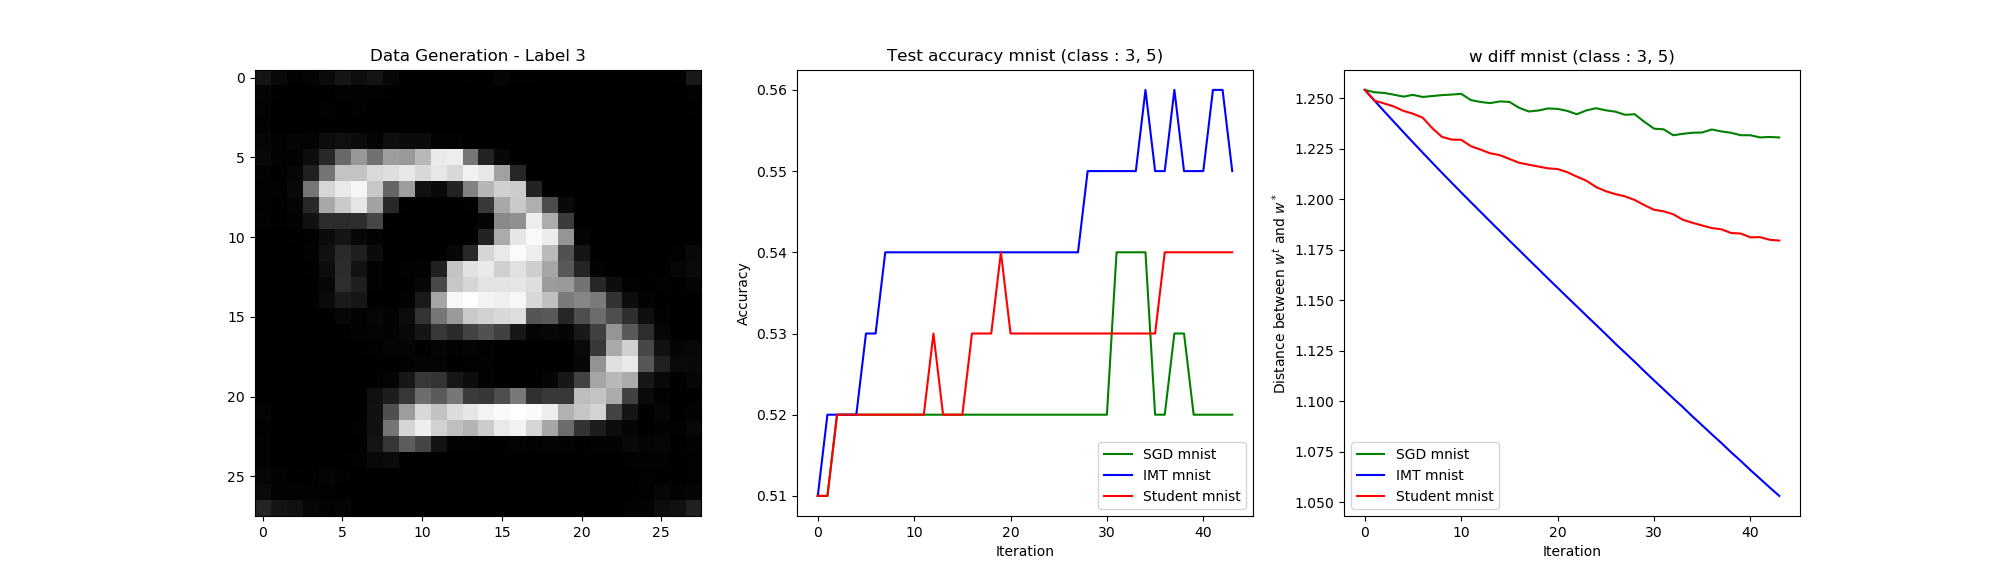 Data Generation - Label 3
0
5
10
15
20
25
0 5 10 15 20 25
Test accuracy mnist (class : 3, 5)
Accuracy
0.56
0.55
0.54
0.53
0.52
0.51
0 10 20 30 40
Iteration
SGD mnist
IMT mnist
Student mnist
w diff mnist (class : 3, 5)
Distance between w^t and w^*
1.250
1.225
1.200
1.175
1.150
1.125
1.100
1.075
1.050
0 10 20 30 40
Iteration
SGD mnist
IMT mnist
Student mnist